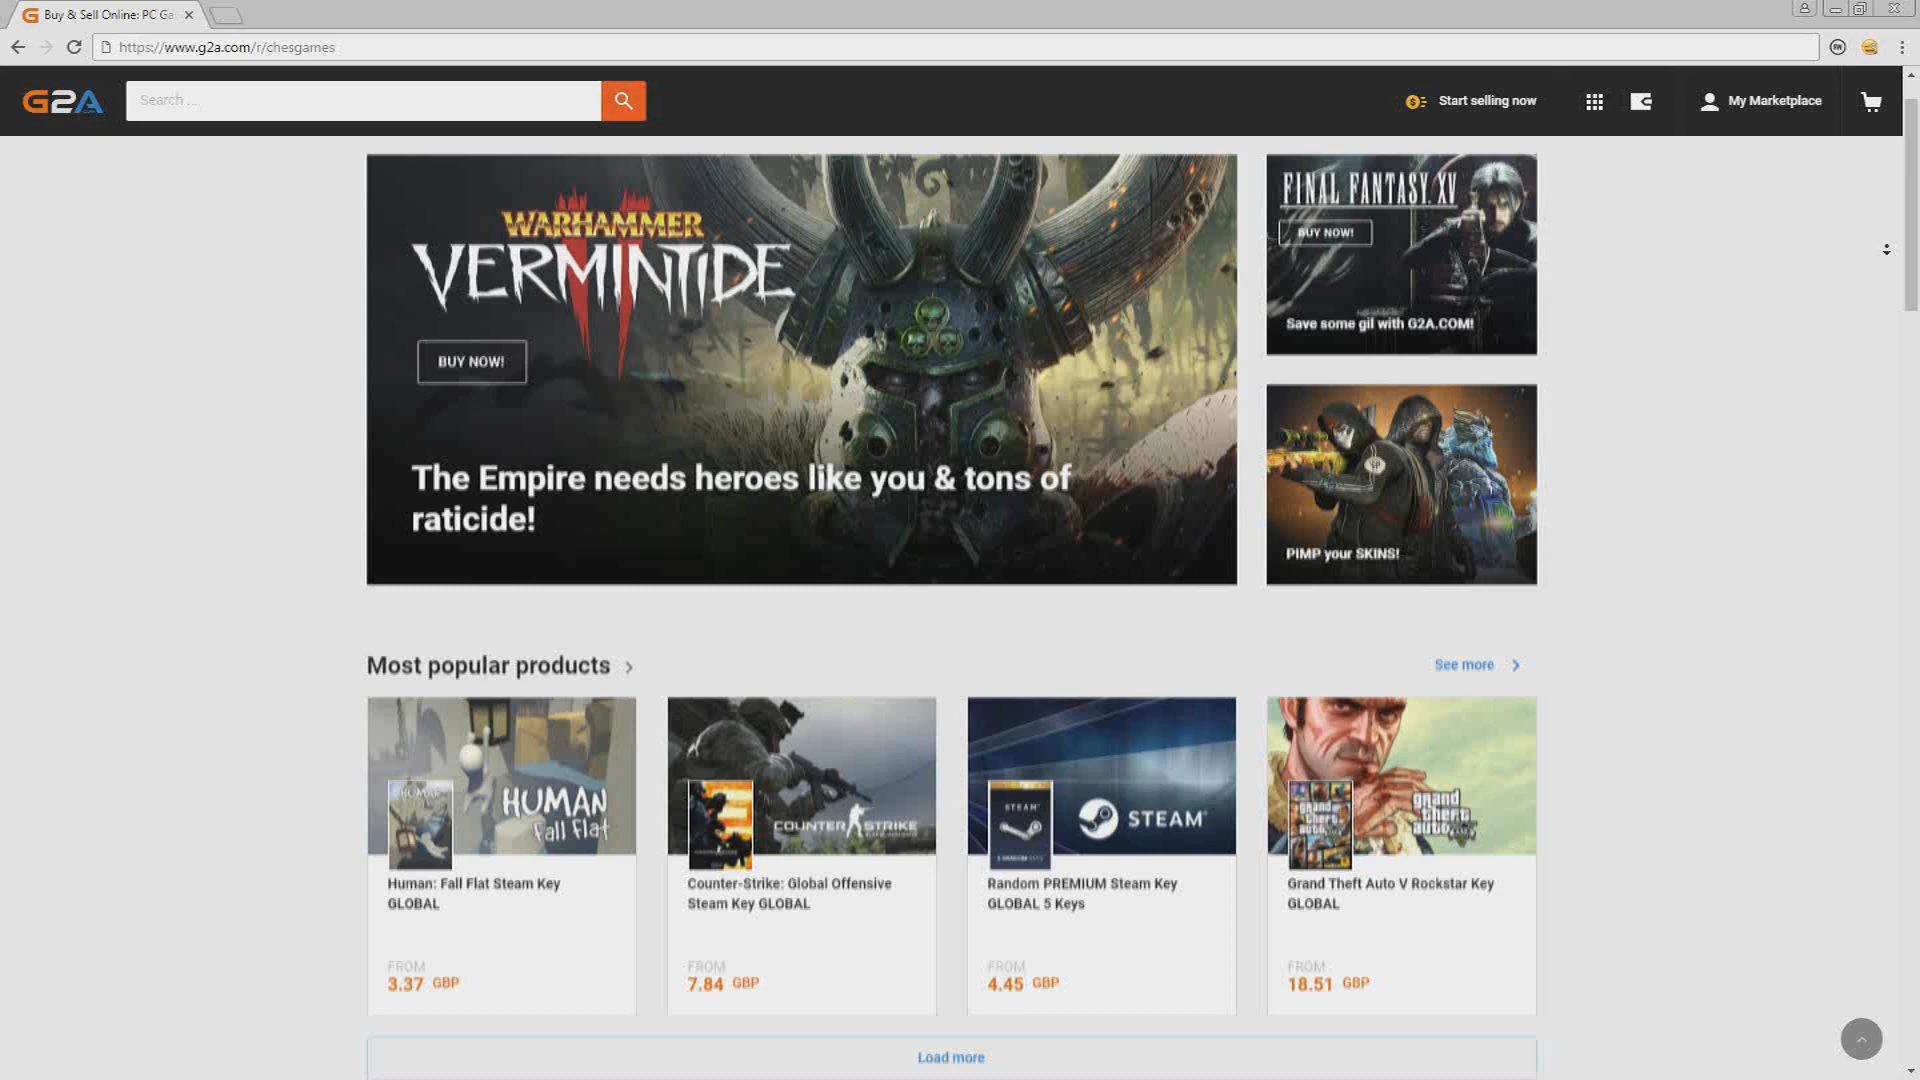 Buy & Sell Online: PC Ga
https://www.g2a.com/r/chesgames
G2A
Search ...
Start selling now
My Marketplace
WARHAMMER
VERMINTIDE
II
BUY NOW!
The Empire needs heroes like you & tons of
raticide!
FINAL FANTASY XV
BUY NOW!
Save some gil with G2A.COM!
PIMP your SKINS!
Most popular products
See more
HUMAN
HUMAN
Fall Flat
Human: Fall Flat Steam Key
GLOBAL
FROM
3.37 GBP
COUNTER STRIKE
Counter-Strike: Global Offensive
Steam Key GLOBAL
FROM
7.84 GBP
STEAM
STEAM
Random PREMIUM Steam Key
GLOBAL 5 Keys
FROM
4.45 GBP
grand
theft
auto
V
grand
theft
auto
Grand Theft Auto V Rockstar Key
GLOBAL
FROM
18.51 GBP
Load more